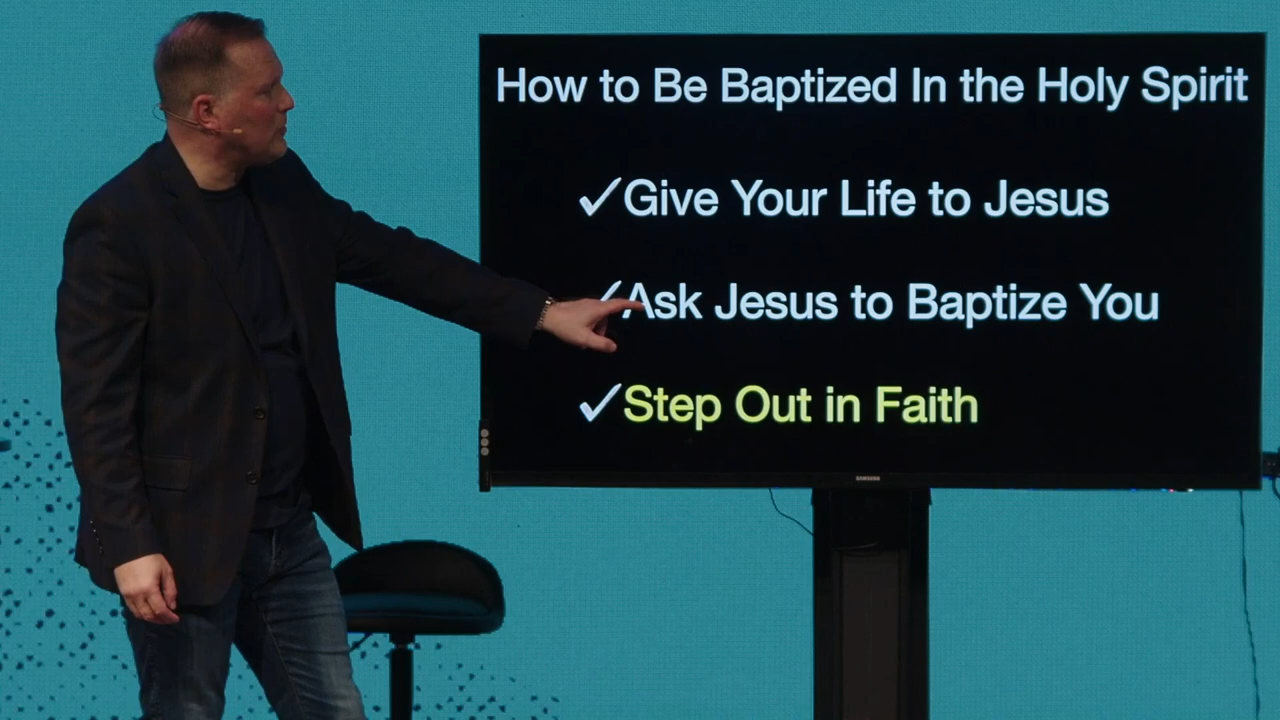 How to Be Baptized In the Holy Spirit
✓Give Your Life to Jesus
✓Ask Jesus to Baptize You
✓Step Out in Faith
SAMSUNG